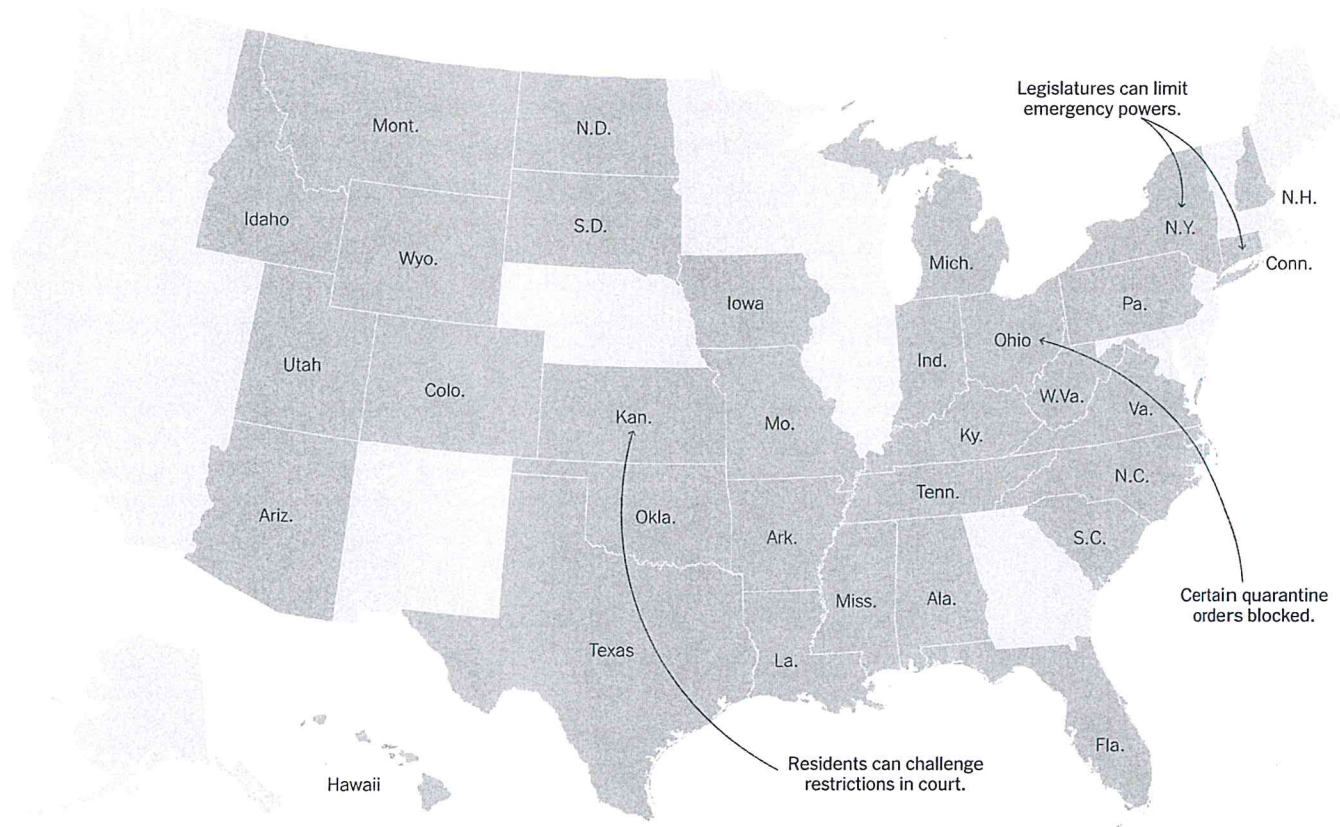 Legislatures can limit
emergency powers.
Mont.
N.D.
Idaho
S.D.
N.H.
N.Y.
Wyo.
Mich.
Conn.
Iowa
Pa.
Utah
Ohio
Ind.
Colo.
W.Va.
Kan.
Mo.
Va.
Ky.
N.C.
Tenn.
Ariz.
Okla.
Ark.
S.C.
Miss.
Ala.
Certain quarantine
orders blocked.
Texas
La.
Fla.
Hawaii
Residents can challenge
restrictions in court.